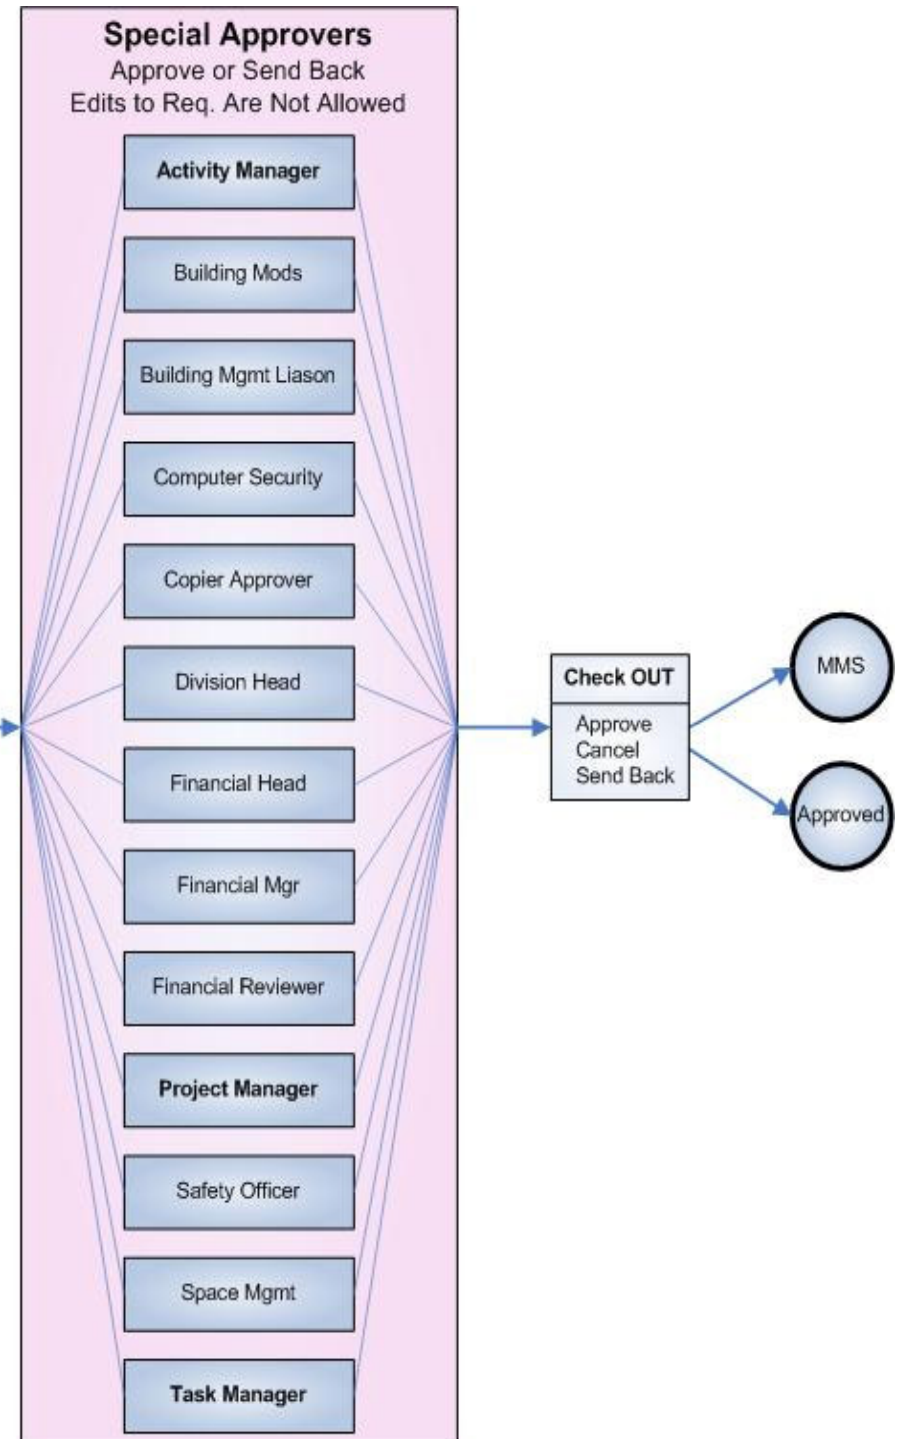 Special Approvers
Approve or Send Back
Edits to Req. Are Not Allowed
Activity Manager
Building Mods
Building Mgmt Liason
Computer Security
Copier Approver
Division Head
Financial Head
Financial Mgr
Financial Reviewer
Project Manager
Safety Officer
Space Mgmt
Task Manager
Check OUT
Approve
Cancel
Send Back
MMS
Approved